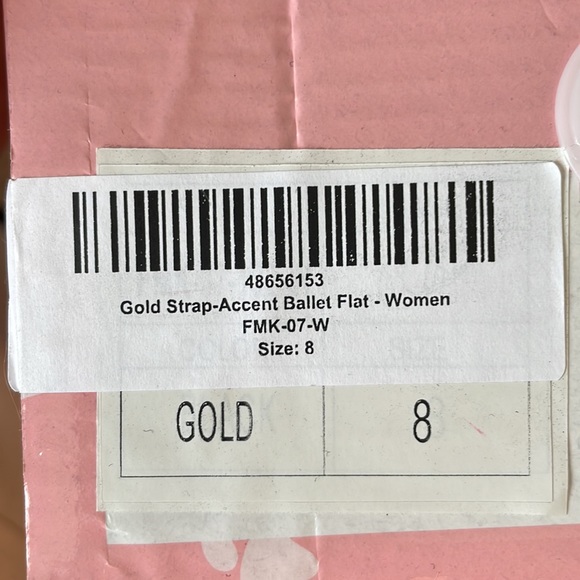 48656153
Gold Strap-Accent Ballet Flat - Women
FMK-07-W
Size: 8
GOLD
8